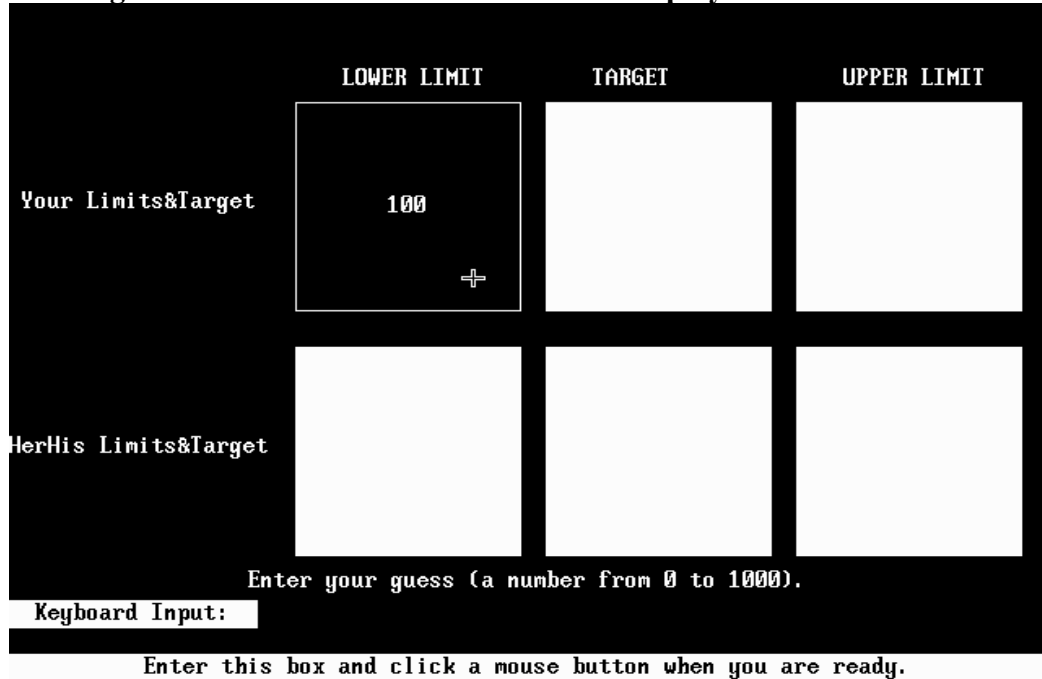 LOWER LIMIT TARGET UPPER LIMIT
Your Limits&Target 100
HerHis Limits&Target
Enter your guess (a number from 0 to 1000).
Keyboard Input:
Enter this box and click a mouse button when you are ready.